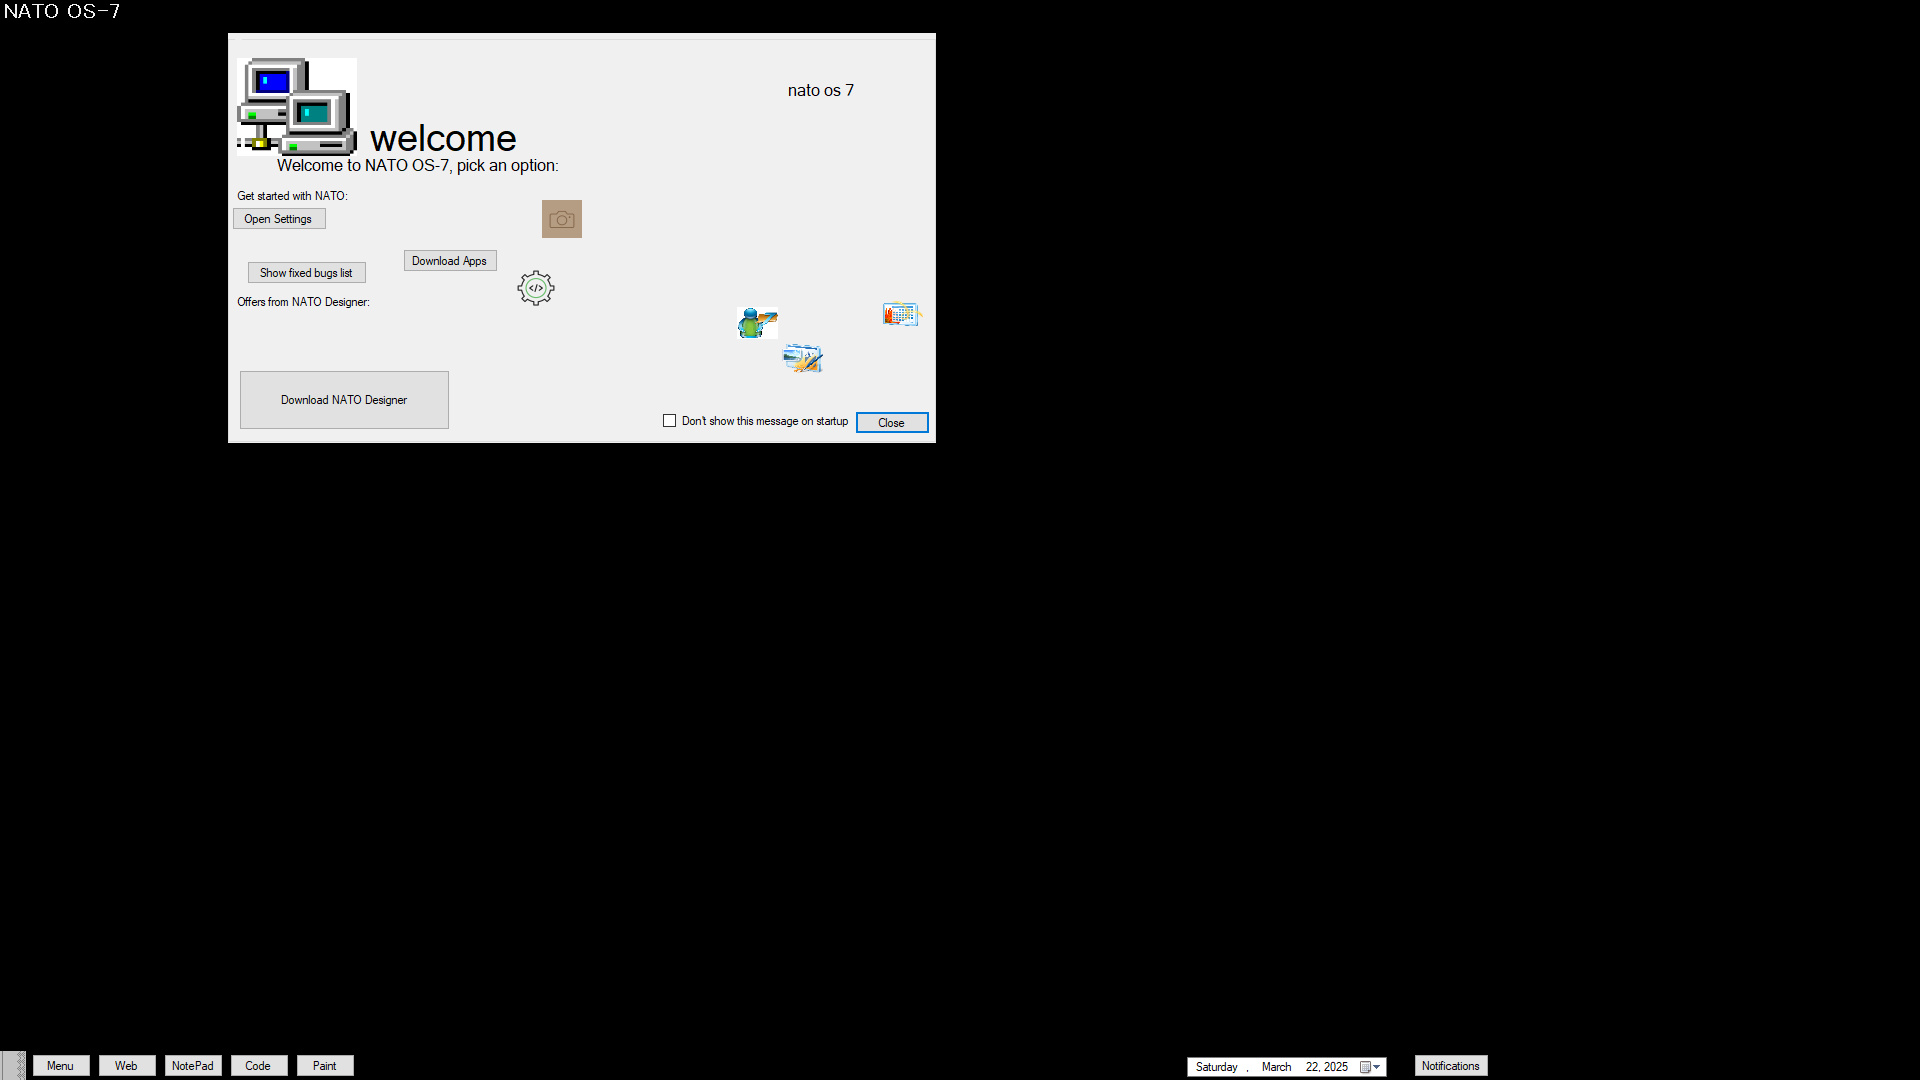 NATO OS-7
nato os 7
welcome
Welcome to NATO OS-7, pick an option:
Get started with NATO:
Open Settings
Download Apps
Show fixed bugs list
</>
Offers from NATO Designer:
Download NATO Designer
Don't show this message on startup
Close
Menu
Web
NotePad
Code
Paint
Saturday , March 22, 2025
Notifications